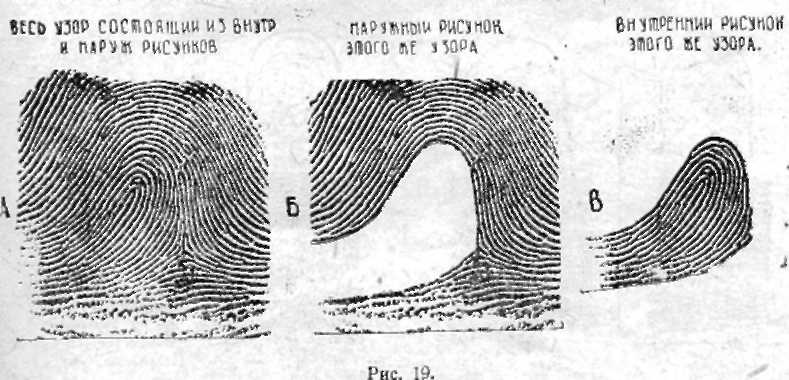 ВЕСЬ УЗОР СОСТОЯЩИЙ ИЗ ВНУТР
И НАРУЖ РИСУНКОВ
НАРУЖНЫЙ РИСУНОК
ЭТОГО ЖЕ УЗОРА
ВНУТРЕННИЙ РИСУНОК
ЭТОГО ЖЕ УЗОРА.
А
Б
В
Рис. 19.